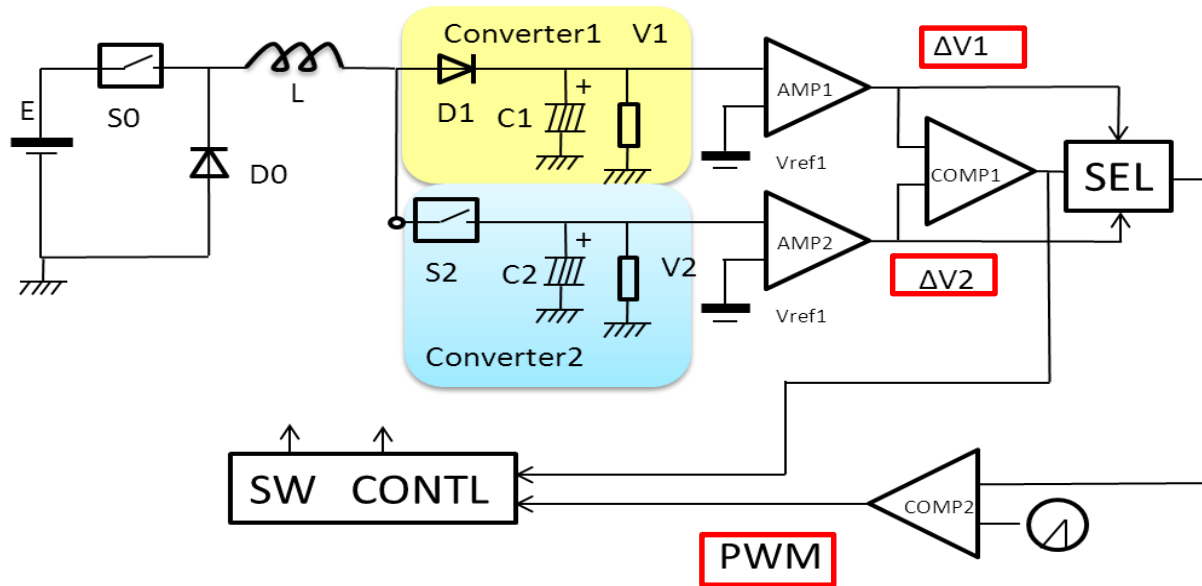 Converter1 V1
ΔV1
E
S0
L
D1
C1
+
AMP1
Vref1
D0
COMP1
SEL
S2
C2
+
V2
AMP2
Vref1
ΔV2
Converter2
SW CONTL
COMP2
PWM